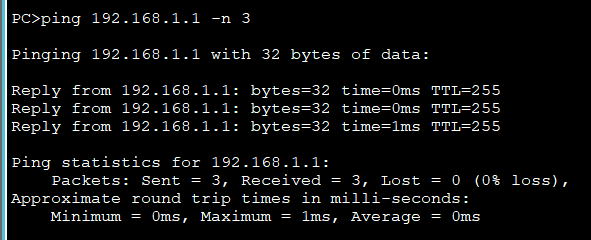 PC>ping 192.168.1.1 -n 3
Pinging 192.168.1.1 with 32 bytes of data:
Reply from 192.168.1.1: bytes=32 time=0ms TTL=255
Reply from 192.168.1.1: bytes=32 time=0ms TTL=255
Reply from 192.168.1.1: bytes=32 time=1ms TTL=255
Ping statistics for 192.168.1.1:
    Packets: Sent = 3, Received = 3, Lost = 0 (0% loss),
Approximate round trip times in milli-seconds:
    Minimum = 0ms, Maximum = 1ms, Average = 0ms